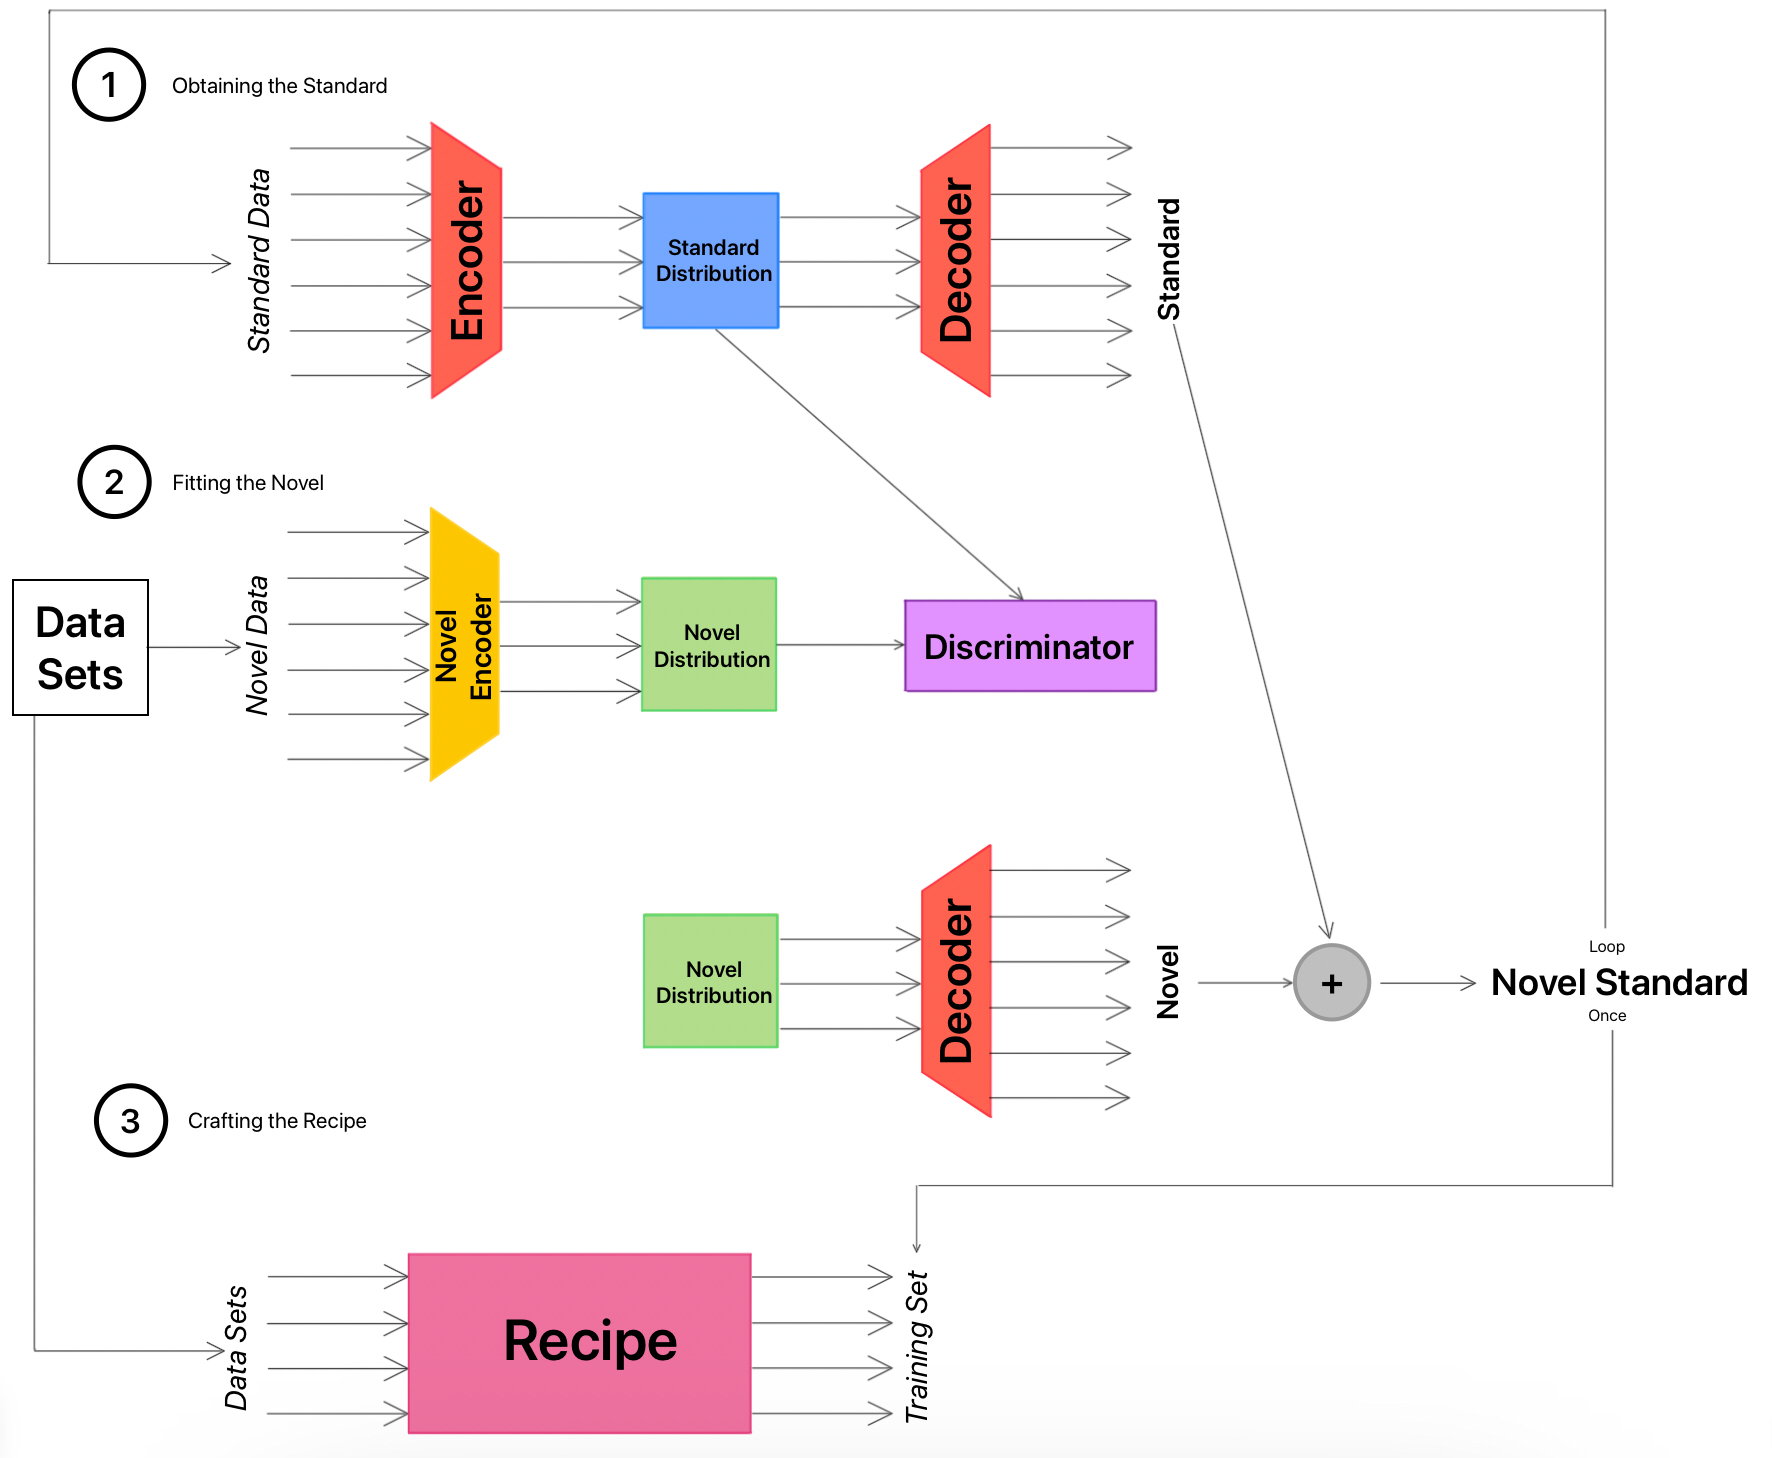 1
Obtaining the Standard
Standard Data
Encoder
Standard
Distribution
Decoder
Standard
2
Fitting the Novel
Data
Sets
Novel Data
Novel
Encoder
Novel
Distribution
Discriminator
Novel
Distribution
Decoder
Novel
+
Loop
Novel Standard
Once
3
Crafting the Recipe
Data Sets
Recipe
Training Set